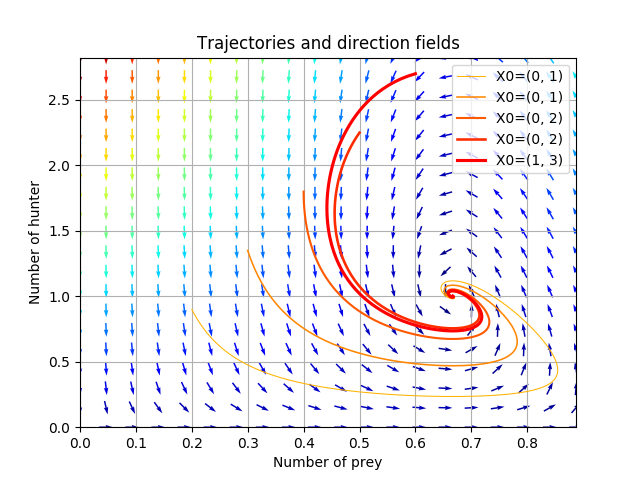 Trajectories and direction fields
Number of hunter
2.5
2.0
1.5
1.0
0.5
0.0
X0=(0, 1)
X0=(0, 1)
X0=(0, 2)
X0=(0, 2)
X0=(1, 3)
0.0 0.1 0.2 0.3 0.4 0.5 0.6 0.7 0.8
Number of prey